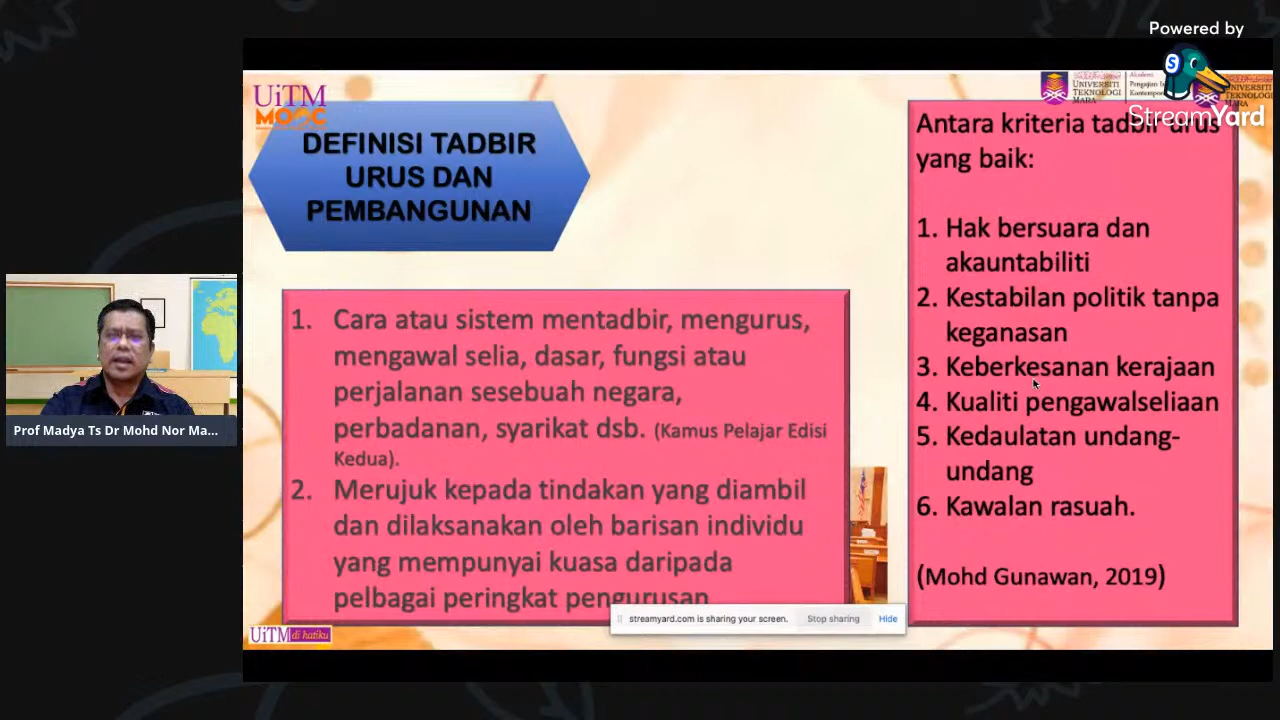 Powered by
StreamYard
UiTM
MOOC
UNIVERSITI
TEKNOLOGI
MARA
DEFINISI TADBIR
URUS DAN
PEMBANGUNAN
1. Cara atau sistem mentadbir, mengurus,
mengawal selia, dasar, fungsi atau
perjalanan sesebuah negara,
perbadanan, syarikat dsb. (Kamus Pelajar Edisi
Kedua).
2. Merujuk kepada tindakan yang diambil
dan dilaksanakan oleh barisan individu
yang mempunyai kuasa daripada
pelbagai peringkat pengurusan
Antara kriteria tadbir urus
yang baik:
1. Hak bersuara dan
akauntabiliti
2. Kestabilan politik tanpa
keganasan
3. Keberkesanan kerajaan
4. Kualiti pengawalseliaan
5. Kedaulatan undang-
undang
6. Kawalan rasuah.
(Mohd Gunawan, 2019)
Prof Madya Ts Dr Mohd Nor Ma...
streamyard.com is sharing your screen. Stop sharing Hide
UiTM di hatiku